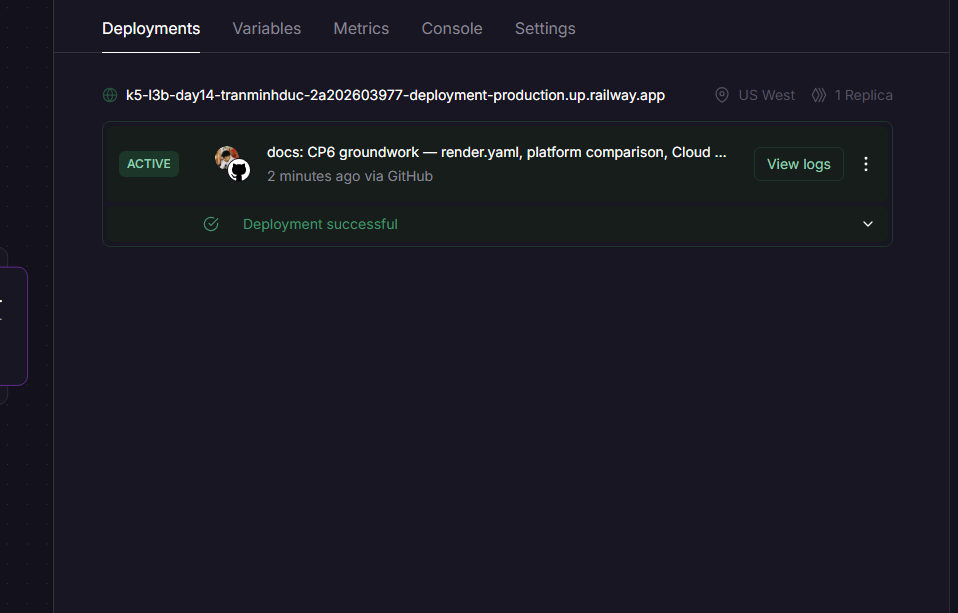 Deployments Variables Metrics Console Settings
k5-l3b-day14-tranminhduc-2a202603977-deployment-production.up.railway.app US West 1 Replica
ACTIVE
docs: CP6 groundwork — render.yaml, platform comparison, Cloud ...
2 minutes ago via GitHub
View logs
Deployment successful